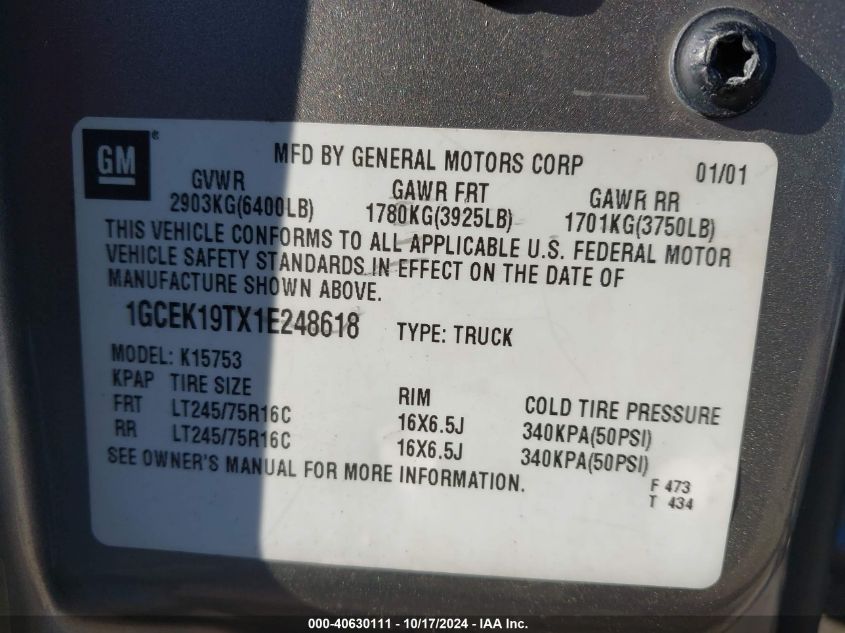 GM®
MFD BY GENERAL MOTORS CORP 01/01
GVWR GAWR FRT GAWR RR
2903KG(6400LB) 1780KG(3925LB) 1701KG(3750LB)
THIS VEHICLE CONFORMS TO ALL APPLICABLE U.S. FEDERAL MOTOR
VEHICLE SAFETY STANDARDS IN EFFECT ON THE DATE OF
MANUFACTURE SHOWN ABOVE.
1GCEK19TX1E248618 TYPE: TRUCK
MODEL: K15753
KPAP TIRE SIZE RIM COLD TIRE PRESSURE
FRT LT245/75R16C 16X6.5J 340KPA(50PSI)
RR LT245/75R16C 16X6.5J 340KPA(50PSI)
SEE OWNER'S MANUAL FOR MORE INFORMATION.
F 473
T 434
000-40630111 - 10/17/2024 - IAA Inc.